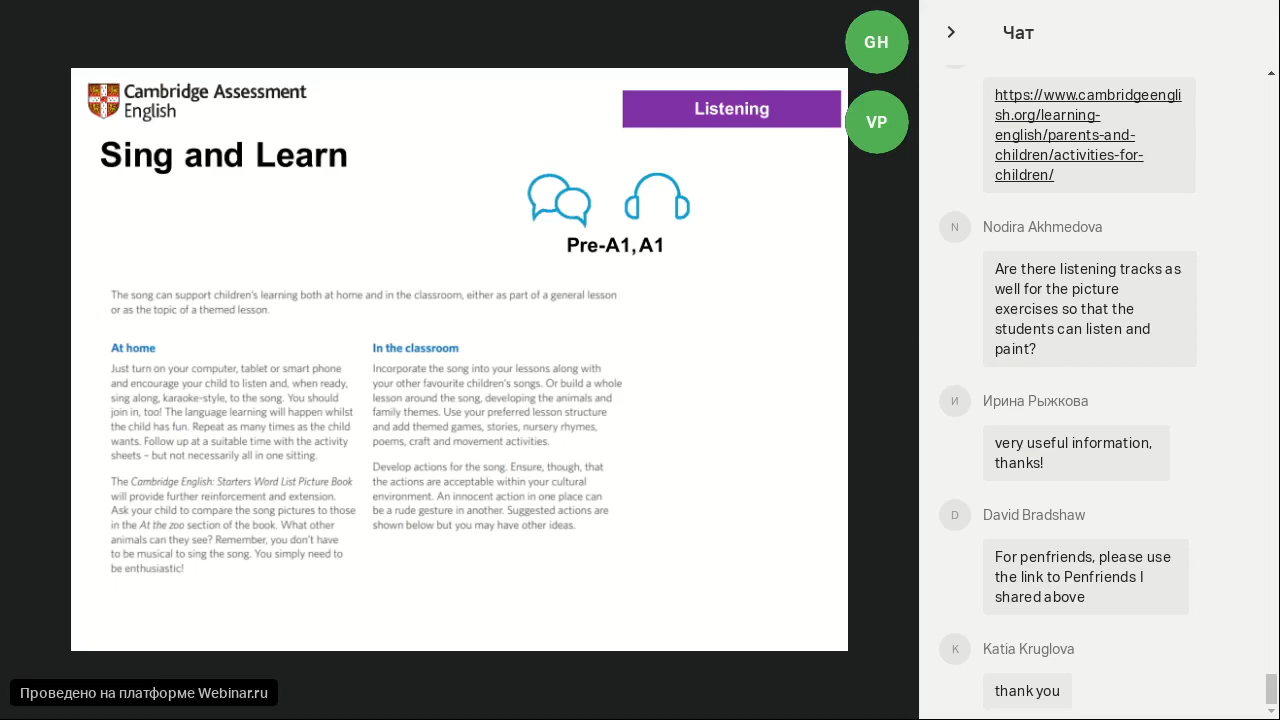 Cambridge Assessment
English
Listening
Sing and Learn
Pre-A1, A1
The song can support children's learning both at home and in the classroom, either as part of a general lesson
or as the topic of a themed lesson.
At home
Just turn on your computer, tablet or smart phone
and encourage your child to listen and, when ready,
sing along, karaoke-style, to the song. You should
join in, too! The language learning will happen whilst
the child has fun. Repeat as many times as the child
wants. Follow up at a suitable time with the activity
sheets – but not necessarily all in one sitting.
The Cambridge English: Starters Word List Picture Book
will provide further reinforcement and extension.
Ask your child to compare the song pictures to those
in the At the zoo section of the book. What other
animals can they see? Remember, you don't have
to be musical to sing the song. You simply need to
be enthusiastic!
In the classroom
Incorporate the song into your lessons along with
your other favourite children's songs. Or build a whole
lesson around the song, developing the animals and
family themes. Use your preferred lesson structure
and add themed games, stories, nursery rhymes,
poems, craft and movement activities.
Develop actions for the song. Ensure, though, that
the actions are acceptable within your cultural
environment. An innocent action in one place can
be a rude gesture in another. Suggested actions are
shown below but you may have other ideas.
Проведено на платформе Webinar.ru
GH
VP
Чат
https://www.cambridgeengli
sh.org/learning-
english/parents-and-
children/activities-for-
children/
N
Nodira Akhmedova
Are there listening tracks as
well for the picture
exercises so that the
students can listen and
paint?
И
Ирина Рыжкова
very useful information,
thanks!
D
David Bradshaw
For penfriends, please use
the link to Penfriends I
shared above
K
Katia Kruglova
thank you